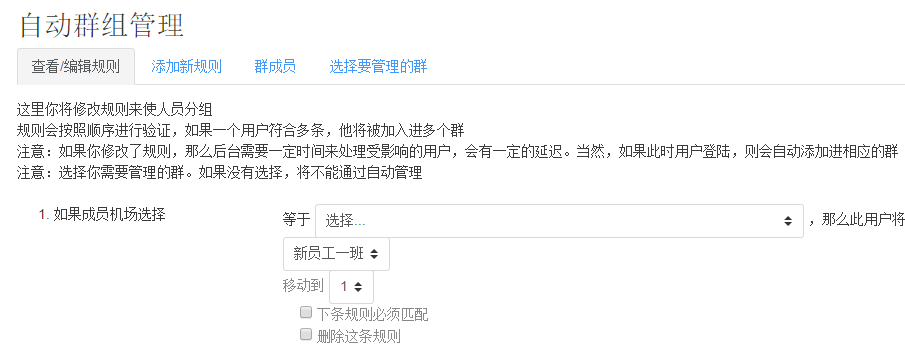 自动群组管理
查看/编辑规则 添加新规则 群成员 选择要管理的群
这里你将修改规则来使人员分组
规则会按照顺序进行验证，如果一个用户符合多条，他将被加入进多个群
注意：如果你修改了规则，那么后台需要一定时间来处理受影响的用户，会有一定的延迟。当然，如果此时用户登陆，则会自动添加进相应的群
注意：选择你需要管理的群。如果没有选择，将不能通过自动管理
1. 如果成员机场选择 等于 选择... ，那么此用户将
新员工一班
移动到 1
下条规则必须匹配
删除这条规则